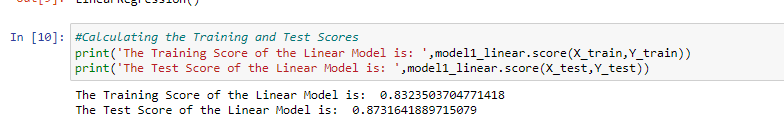 Out[9]: LinearRegression()
In [10]: #Calculating the Training and Test Scores
print('The Training Score of the Linear Model is: ',model1_linear.score(X_train,Y_train))
print('The Test Score of the Linear Model is: ',model1_linear.score(X_test,Y_test))
The Training Score of the Linear Model is:  0.8323503704771418
The Test Score of the Linear Model is:  0.8731641889715079